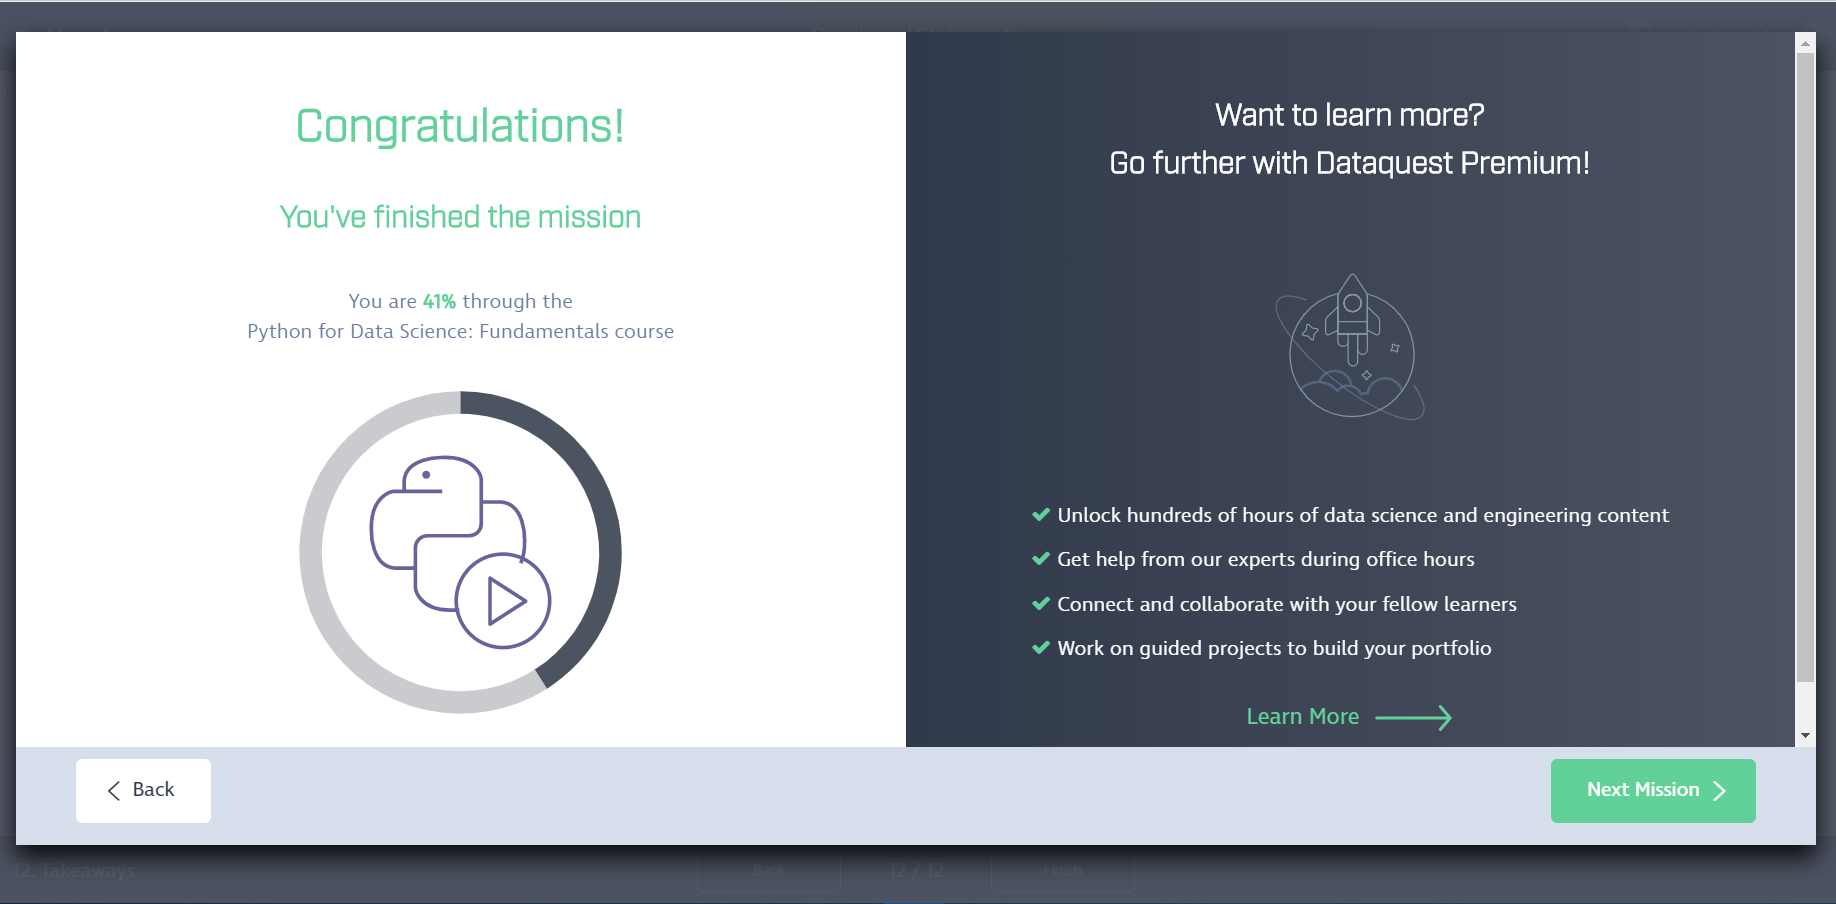 Congratulations!
You've finished the mission
You are 41% through the
Python for Data Science: Fundamentals course
Want to learn more?
Go further with Dataquest Premium!
Unlock hundreds of hours of data science and engineering content
Get help from our experts during office hours
Connect and collaborate with your fellow learners
Work on guided projects to build your portfolio
Learn More
Back
Next Mission
12. Takeaways
Back
12 / 12
Finish